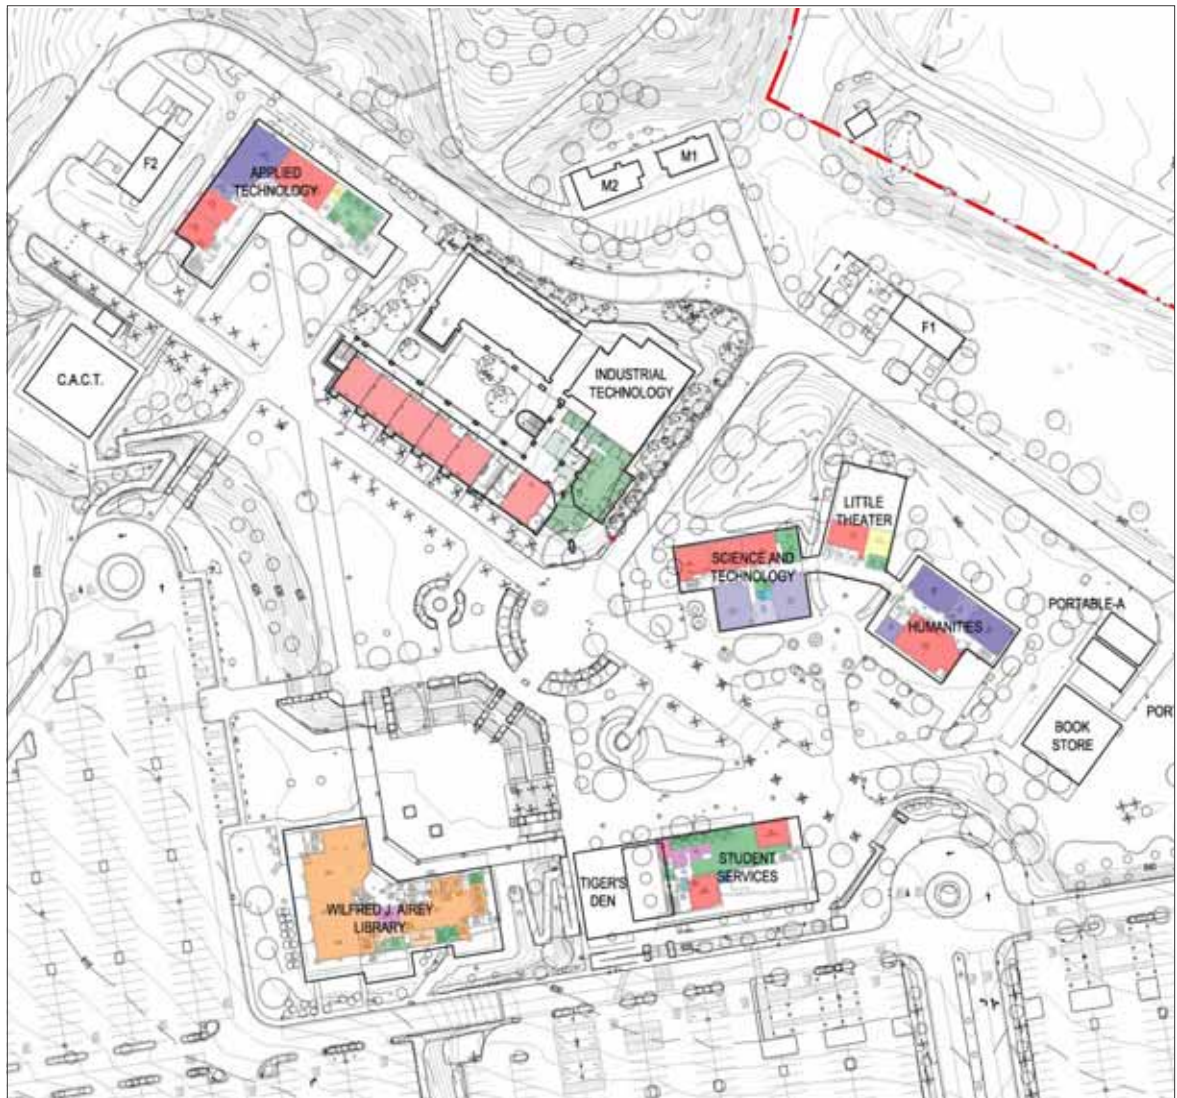 M1
F2
M2
APPLIED
TECHNOLOGY
F1
INDUSTRIAL
TECHNOLOGY
C.A.C.T.
LITTLE
THEATER
SCIENCE AND
TECHNOLOGY
PORTABLE-A
HUMANITIES
POR
BOOK
STORE
STUDENT
SERVICES
TIGER'S
DEN
WILFRED J. AIREY
LIBRARY